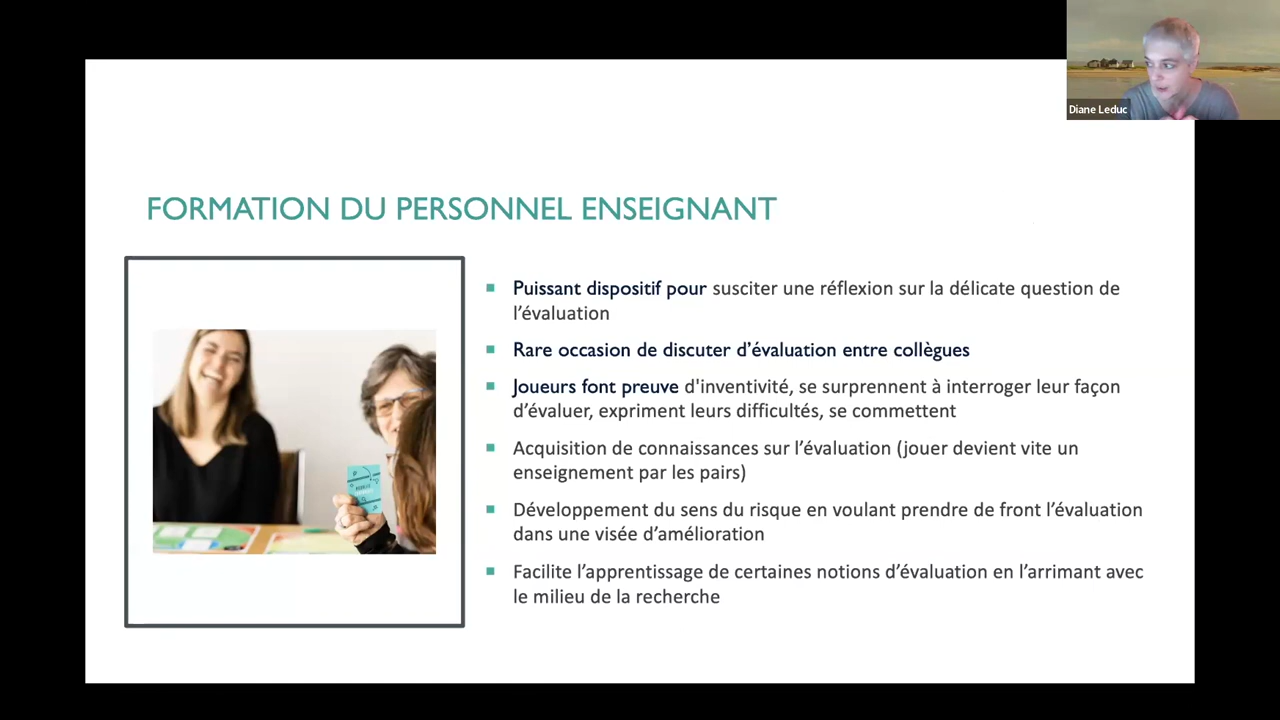 Diane Leduc
FORMATION DU PERSONNEL ENSEIGNANT
Puissant dispositif pour susciter une réflexion sur la délicate question de
l’évaluation
Rare occasion de discuter d’évaluation entre collègues
Joueurs font preuve d'inventivité, se surprennent à interroger leur façon
d’évaluer, expriment leurs difficultés, se commettent
Acquisition de connaissances sur l’évaluation (jouer devient vite un
enseignement par les pairs)
Développement du sens du risque en voulant prendre de front l’évaluation
dans une visée d’amélioration
Facilite l’apprentissage de certaines notions d’évaluation en l’arrimant avec
le milieu de la recherche